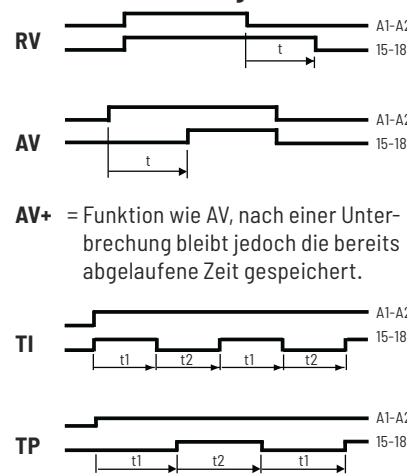 RV
A1-A2
15-18
t
AV
A1-A2
15-18
t
AV+ = Funktion wie AV, nach einer Unter-
brechung bleibt jedoch die bereits
abgelaufene Zeit gespeichert.
TI
A1-A2
15-18
t1 t2 t1 t2
TP
A1-A2
15-18
t1 t2 t1